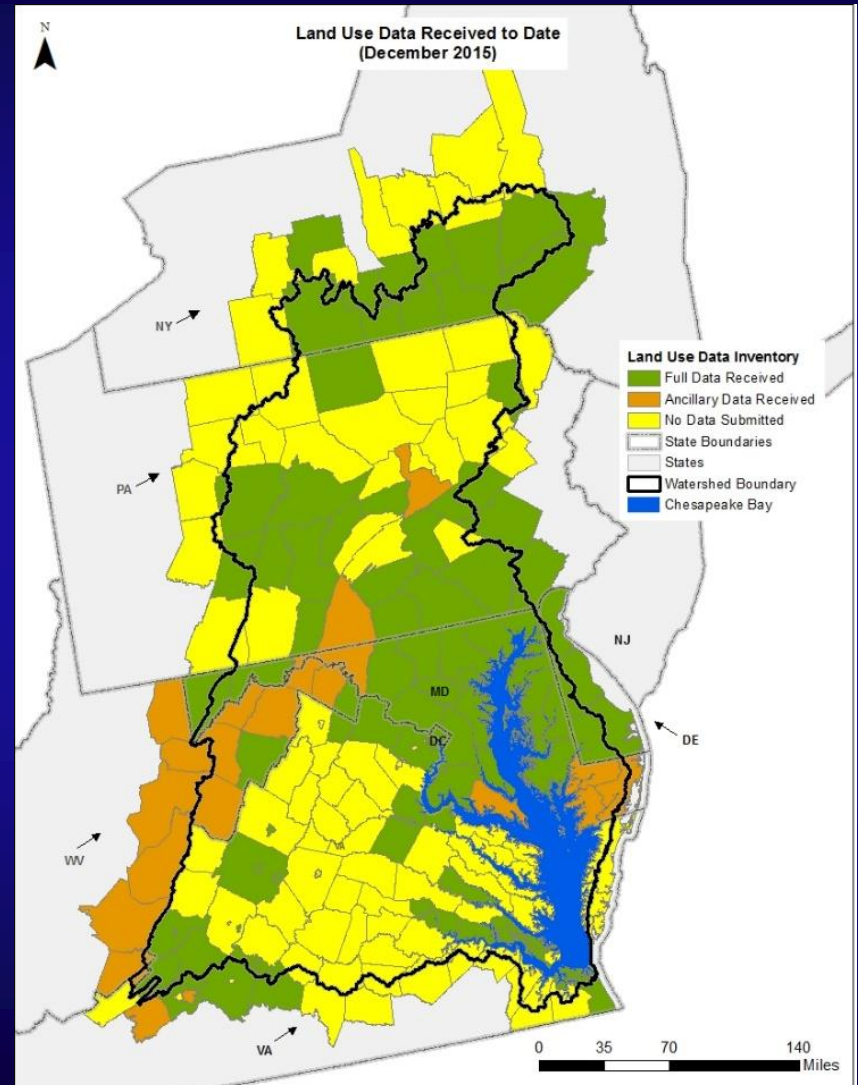 N
Land Use Data Received to Date
(December 2015)
NY
Land Use Data Inventory
Full Data Received
Ancillary Data Received
No Data Submitted
State Boundaries
States
Watershed Boundary
Chesapeake Bay
PA
NJ
MD
DC
DE
WV
VA
0 35 70 140
Miles